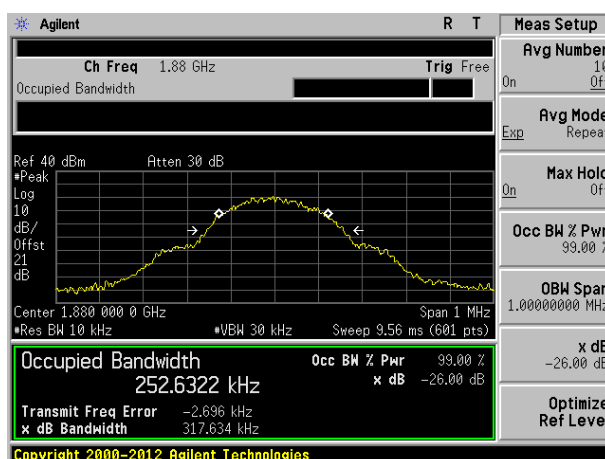 Agilent R T
Ch Freq 1.88 GHz Trig Free
Occupied Bandwidth
Ref 40 dBm Atten 30 dB
#Peak
Log
10
dB/
Offst
21
dB
Center 1.880 000 0 GHz Span 1 MHz
#Res BW 10 kHz #VBW 30 kHz Sweep 9.56 ms (601 pts)
Occupied Bandwidth Occ BW % Pwr 99.00 %
252.6322 kHz x dB -26.00 dB
Transmit Freq Error -2.696 kHz
x dB Bandwidth 317.634 kHz
Copyright 2000-2012 Agilent Technologies
Meas Setup
Avg Number
10
On Of
Avg Mode
Exp Repea
Max Hold
On Of
Occ BW % Pwr
99.00 %
OBW Span
1.00000000 MHz
x dB
-26.00 dB
Optimize
Ref Leve